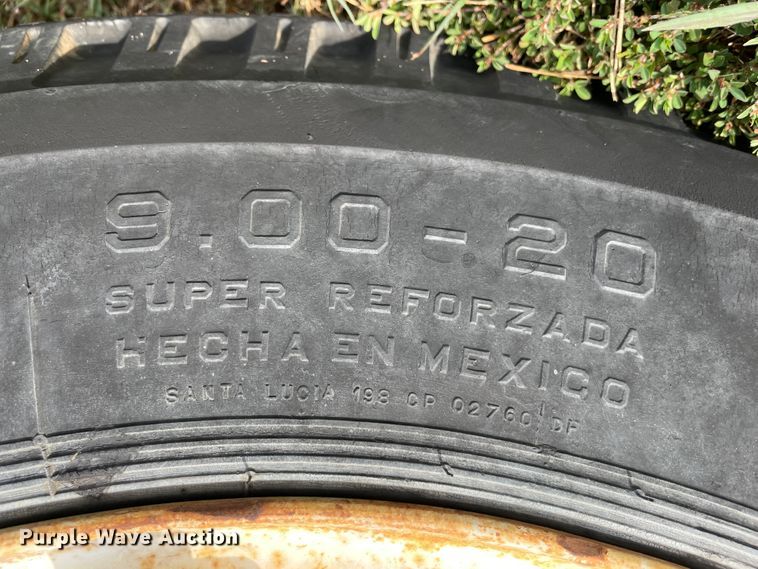 9.00-20
SUPER REFORZADA
HECHA EN MEXICO
SANTA LUCIA 198 CP 02760 DF
Purple Wave Auction